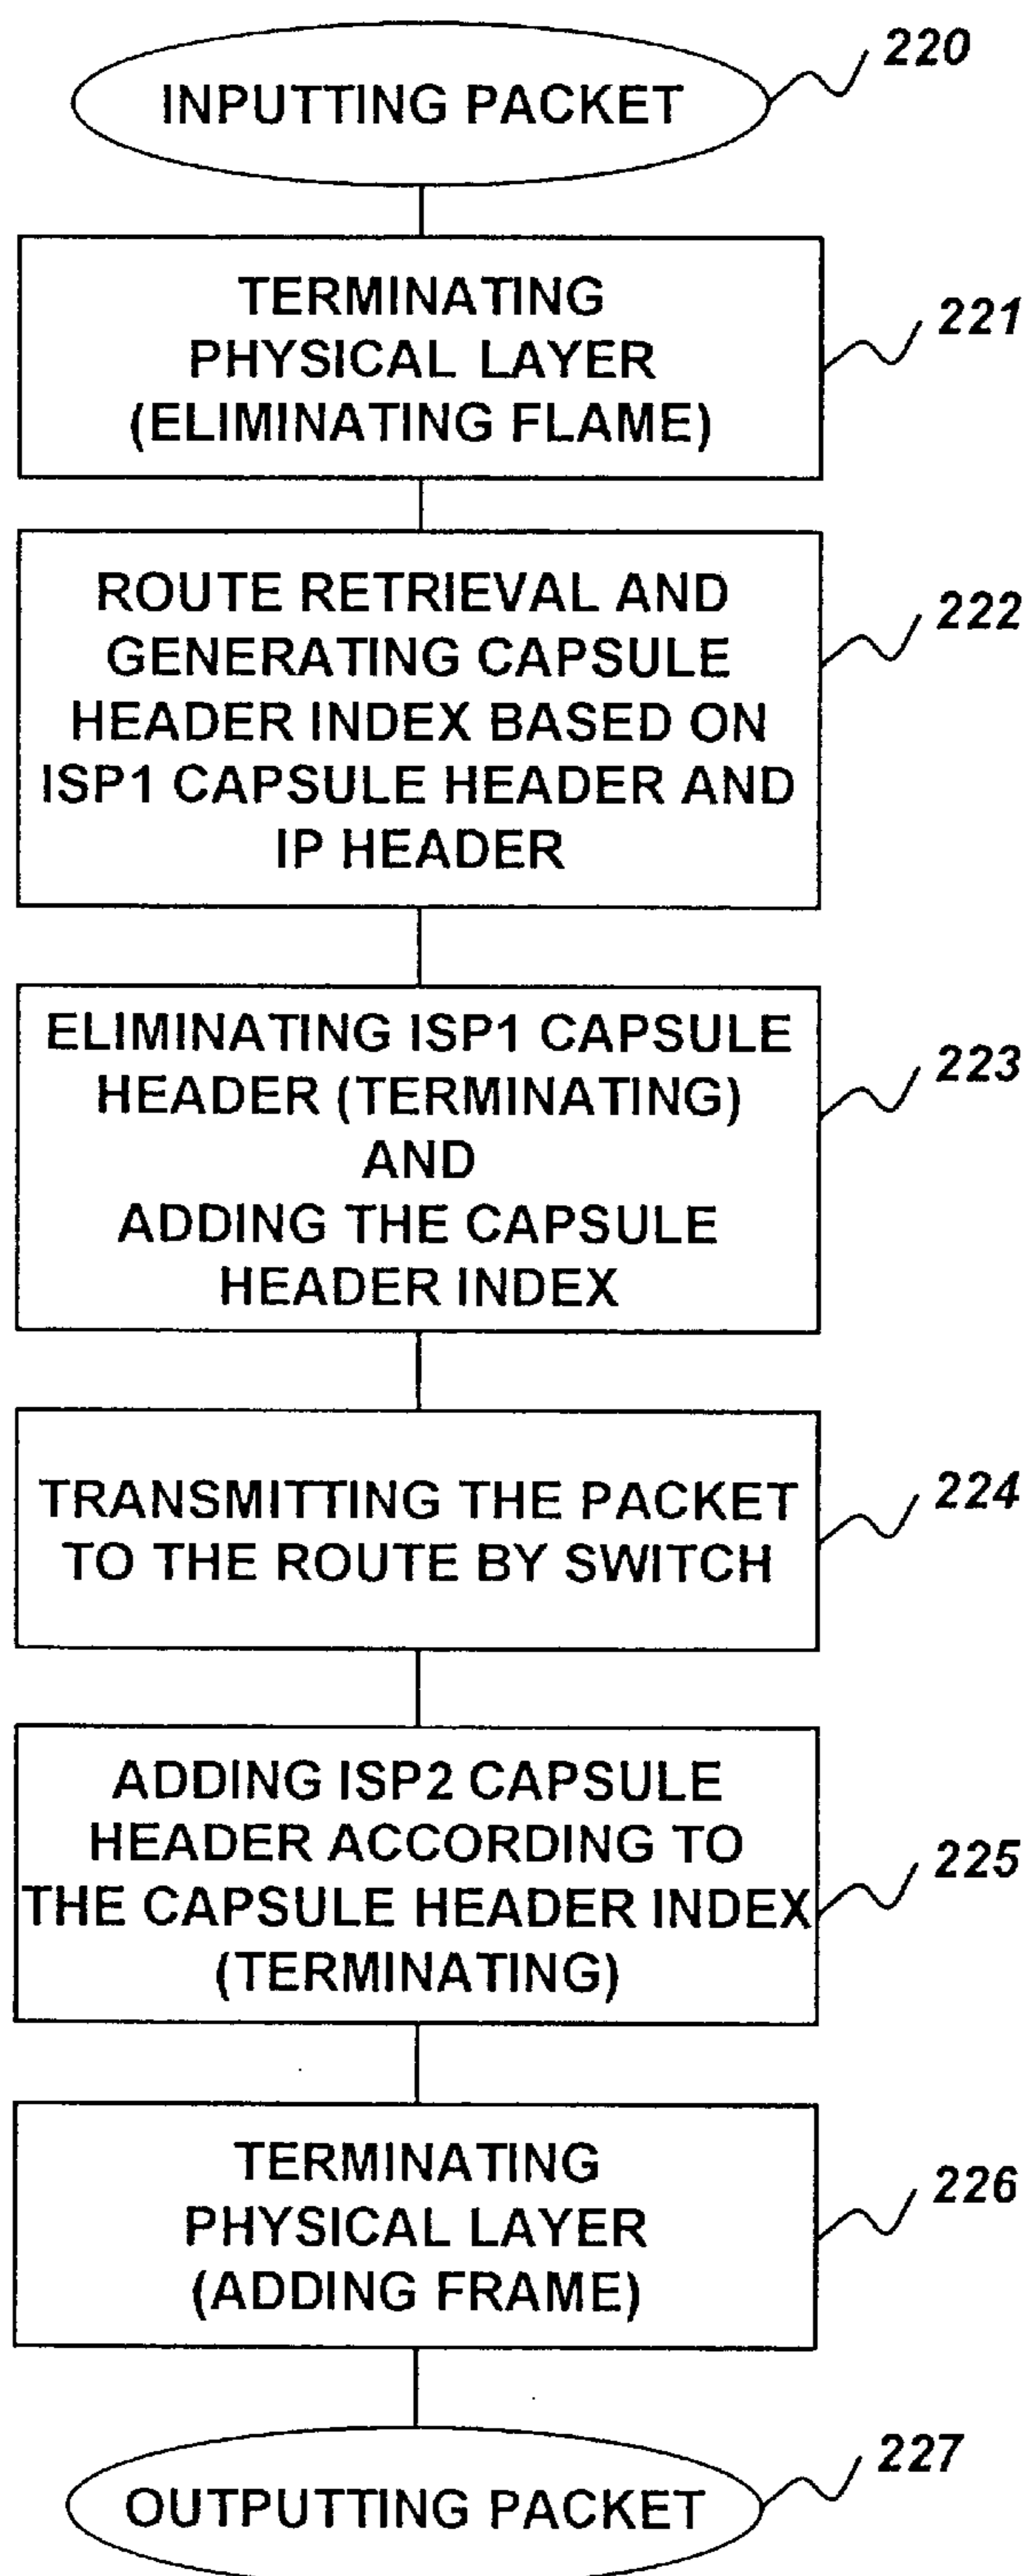 INPUTTING PACKET
220
TERMINATING
PHYSICAL LAYER
(ELIMINATING FLAME)
221
ROUTE RETRIEVAL AND
GENERATING CAPSULE
HEADER INDEX BASED ON
ISP1 CAPSULE HEADER AND
IP HEADER
222
ELIMINATING ISP1 CAPSULE
HEADER (TERMINATING)
AND
ADDING THE CAPSULE
HEADER INDEX
223
TRANSMITTING THE PACKET
TO THE ROUTE BY SWITCH
224
ADDING ISP2 CAPSULE
HEADER ACCORDING TO
THE CAPSULE HEADER INDEX
(TERMINATING)
225
TERMINATING
PHYSICAL LAYER
(ADDING FRAME)
226
OUTPUTTING PACKET
227